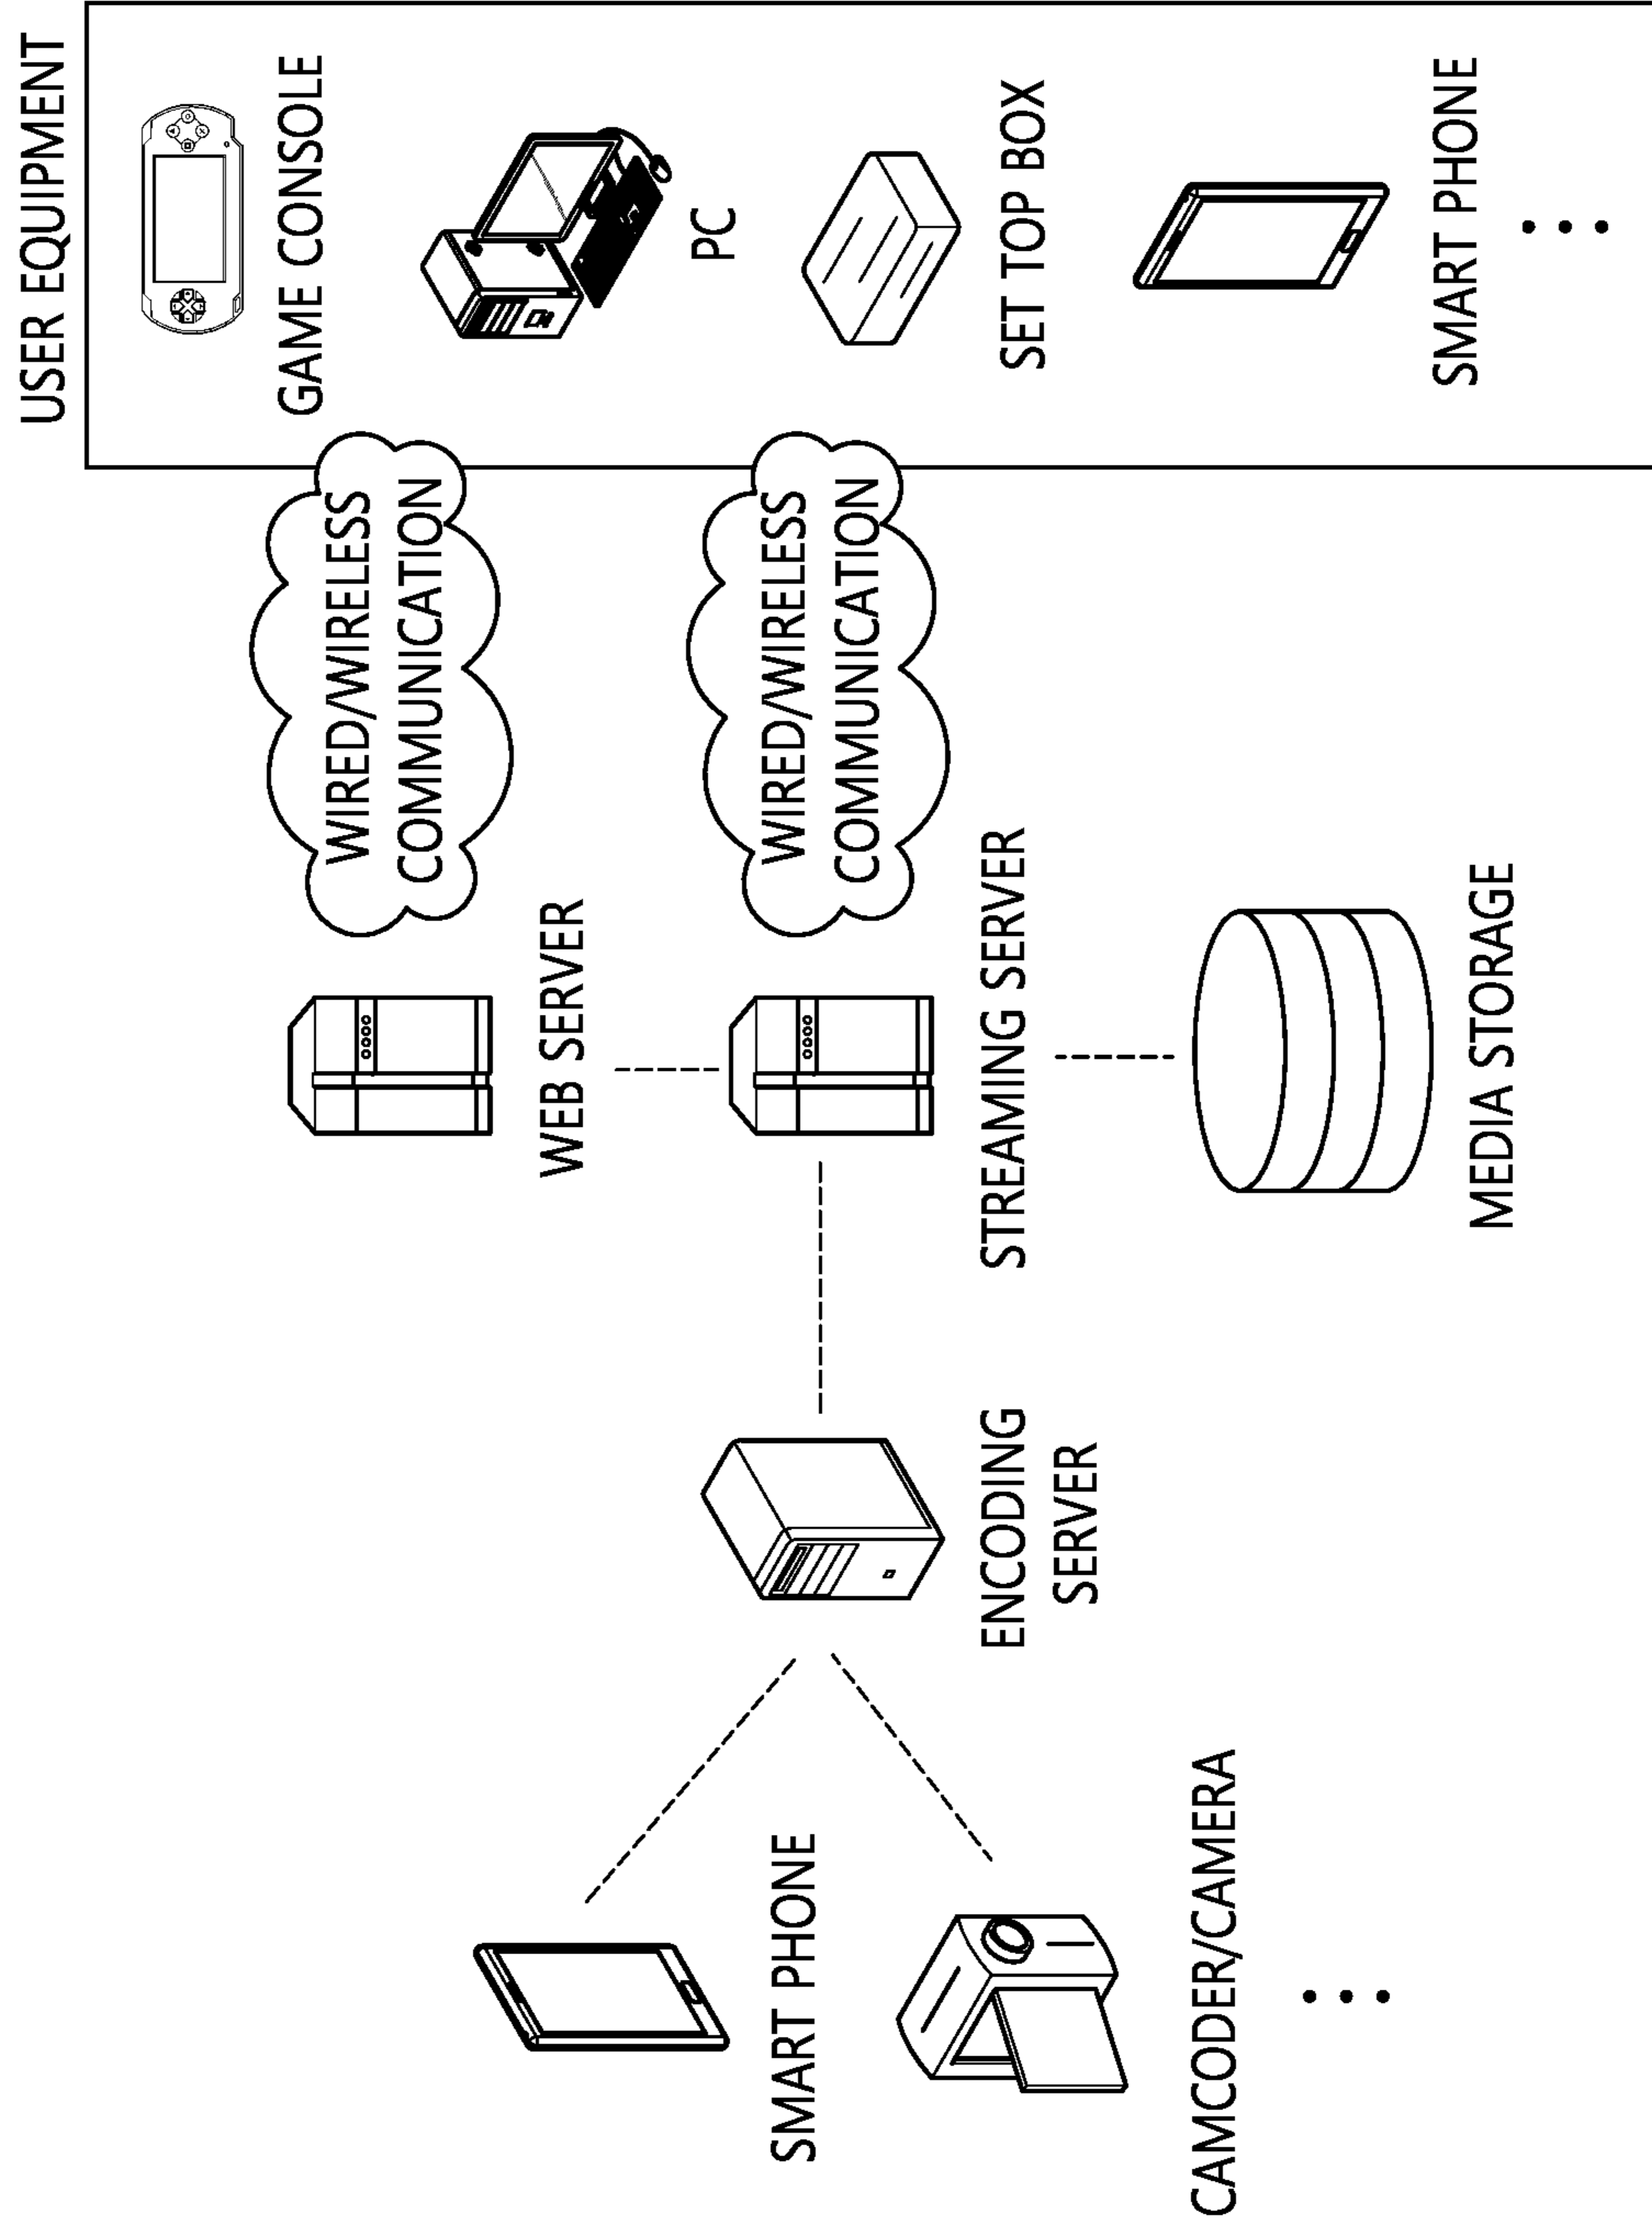 USER EQUIPMENT
GAME CONSOLE
PC
SET TOP BOX
SMART PHONE
WIRED/WIRELESS
COMMUNICATION
WIRED/WIRELESS
COMMUNICATION
WEB SERVER
STREAMING SERVER
MEDIA STORAGE
ENCODING
SERVER
SMART PHONE
CAMCODER/CAMERA